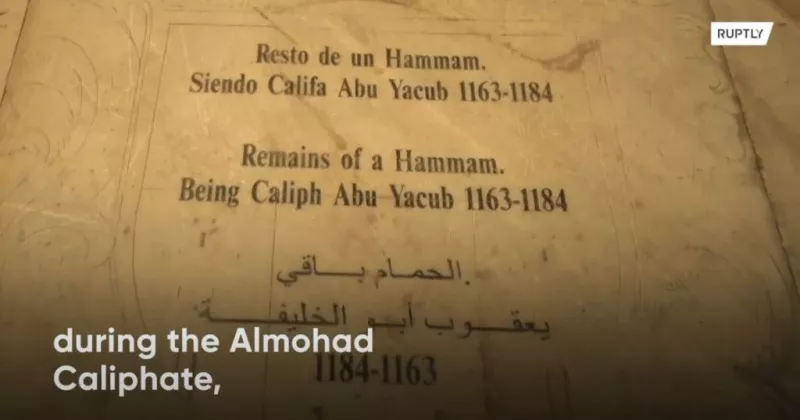 RUPTLY
Resto de un Hammam.
Siendo Califa Abu Yacub 1163-1184
Remains of a Hammam.
Being Caliph Abu Yacub 1163-1184
الحمام باقي.
يعقوب أبو الخليفة
1184-1163
during the Almohad
Caliphate,